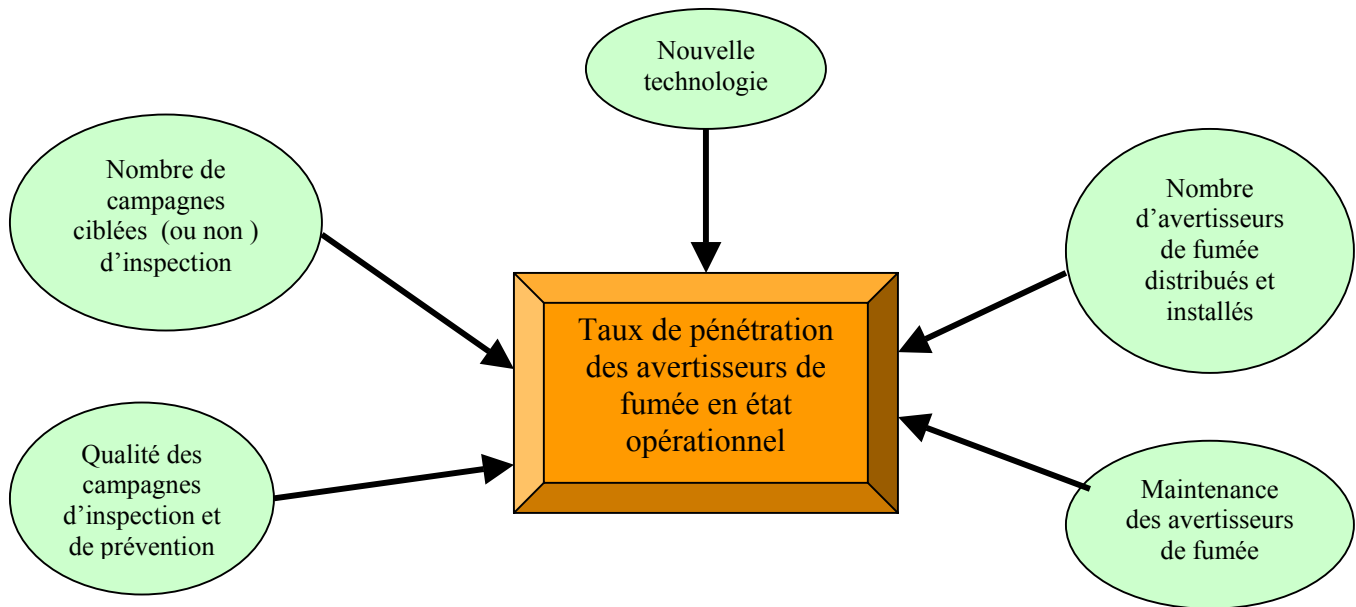 Nouvelle
technologie
Nombre de
campagnes
ciblées (ou non )
d’inspection
Nombre
d’avertisseurs
de fumée
distribués et
installés
Taux de pénétration
des avertisseurs de
fumée en état
opérationnel
Qualité des
campagnes
d’inspection et
de prévention
Maintenance
des avertisseurs
de fumée